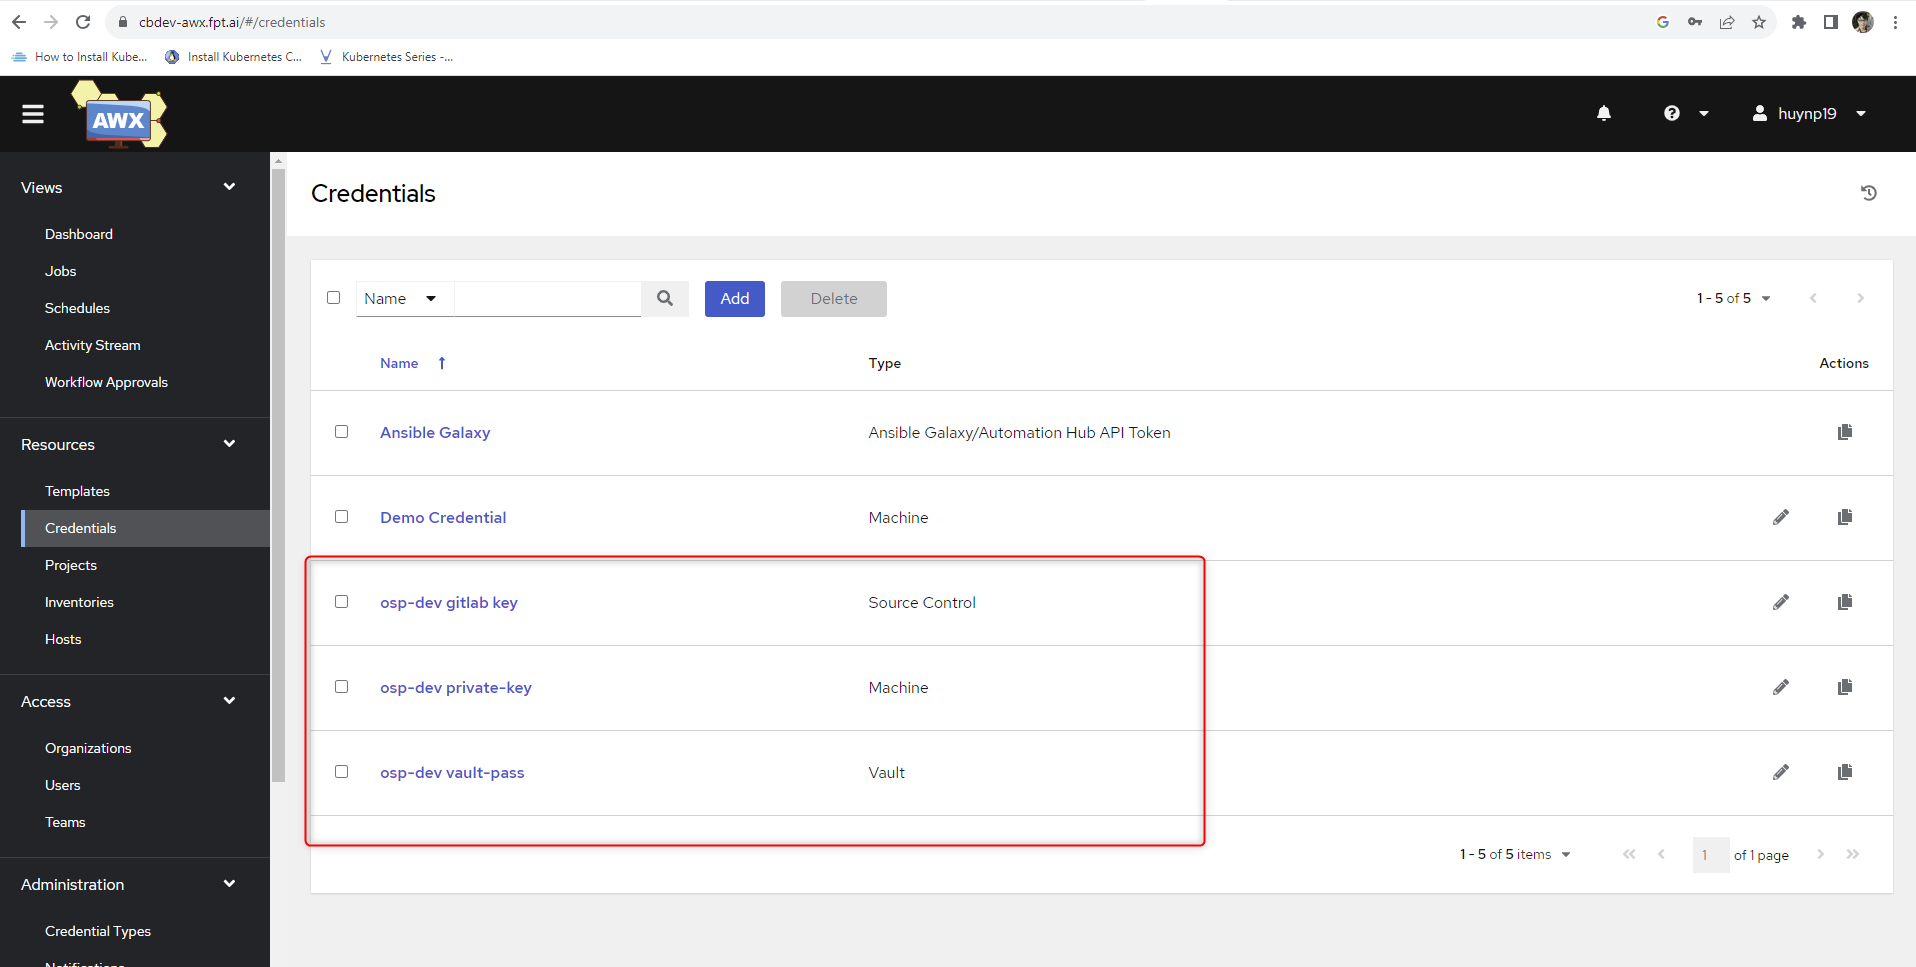 cbdev-awx.fpt.ai/#/credentials
How to Install Kube... Install Kubernetes C... Kubernetes Series -...
AWX
huynp19
Views
Dashboard
Jobs
Schedules
Activity Stream
Workflow Approvals
Resources
Templates
Credentials
Projects
Inventories
Hosts
Access
Organizations
Users
Teams
Administration
Credential Types
Notifications
Credentials
Name Add Delete 1 - 5 of 5
Name Type Actions
Ansible Galaxy Ansible Galaxy/Automation Hub API Token
Demo Credential Machine
osp-dev gitlab key Source Control
osp-dev private-key Machine
osp-dev vault-pass Vault
1 - 5 of 5 items 1 of 1 page